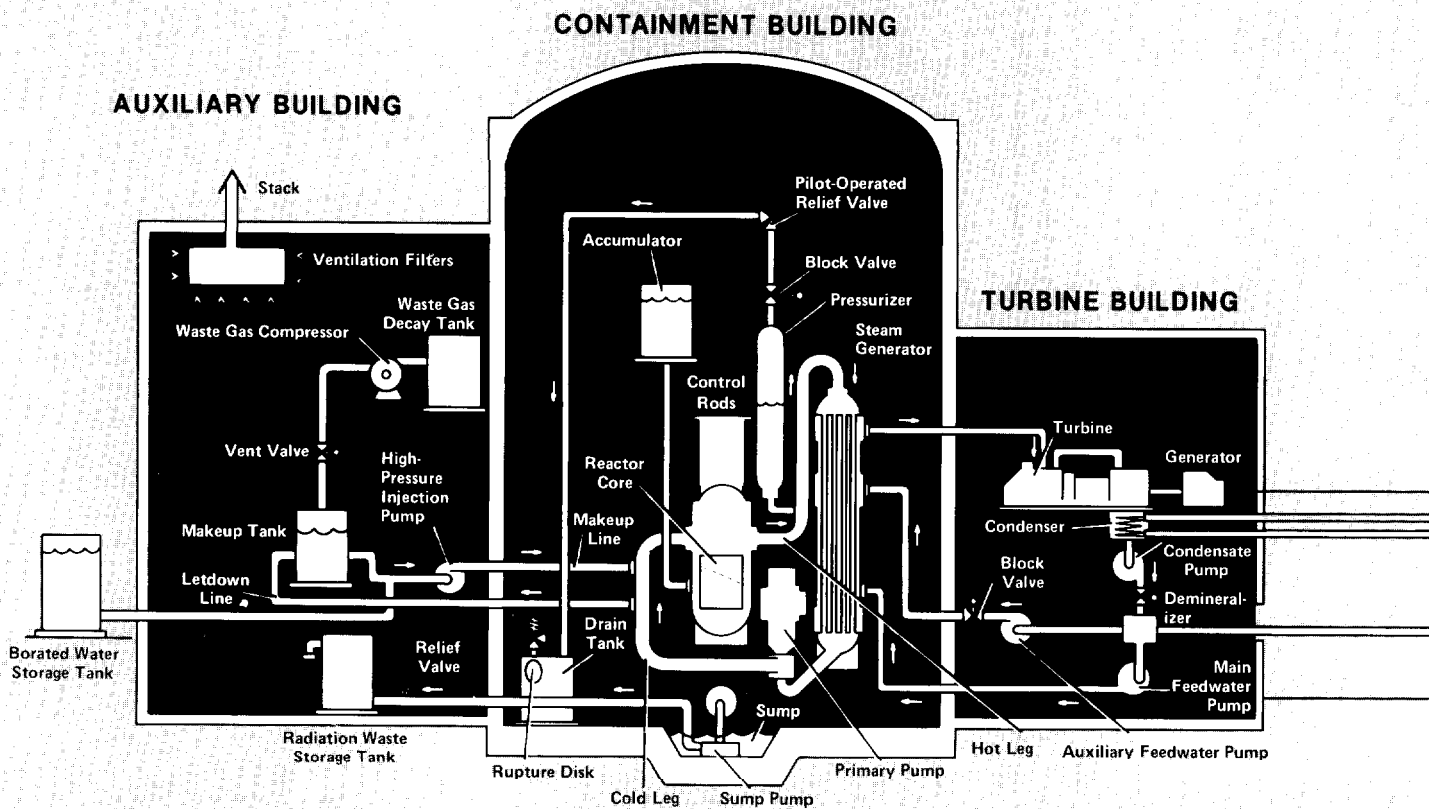 CONTAINMENT BUILDING
AUXILIARY BUILDING
Stack
Ventilation Filters
Waste Gas
Decay Tank
Waste Gas Compressor
Vent Valve
High-
Pressure
Injection
Pump
Makeup Tank
Letdown
Line
Borated Water
Storage Tank
Relief
Valve
Radiation Waste
Storage Tank
Pilot-Operated
Relief Valve
Accumulator
Block Valve
Pressurizer
Steam
Generator
Control
Rods
Reactor
Core
Makeup
Line
Drain
Tank
Sump
Rupture Disk
Cold Leg
Sump Pump
Primary Pump
Hot Leg
TURBINE BUILDING
Turbine
Generator
Condenser
Condensate
Pump
Block
Valve
Demineral-
izer
Main
Feedwater
Pump
Auxiliary Feedwater Pump